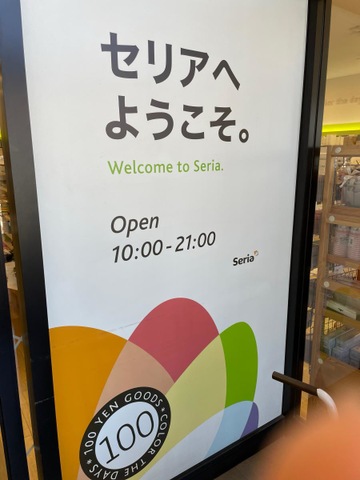 セリアへ
ようこそ。
Welcome to Seria.
Open
10:00-21:00
Seria
100 YEN GOODS * COLOR THE DAYS *
100